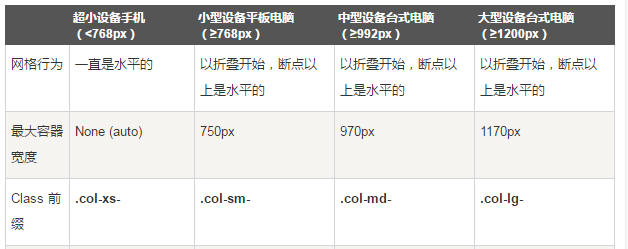 超小设备手机
（<768px）
小型设备平板电脑
（≥768px）
中型设备台式电脑
（≥992px）
大型设备台式电脑
（≥1200px）
网格行为
一直是水平的
以折叠开始，断点以
上是水平的
以折叠开始，断点以
上是水平的
以折叠开始，断点以
上是水平的
最大容器
宽度
None (auto)
750px
970px
1170px
Class 前
缀
.col-xs-
.col-sm-
.col-md-
.col-lg-